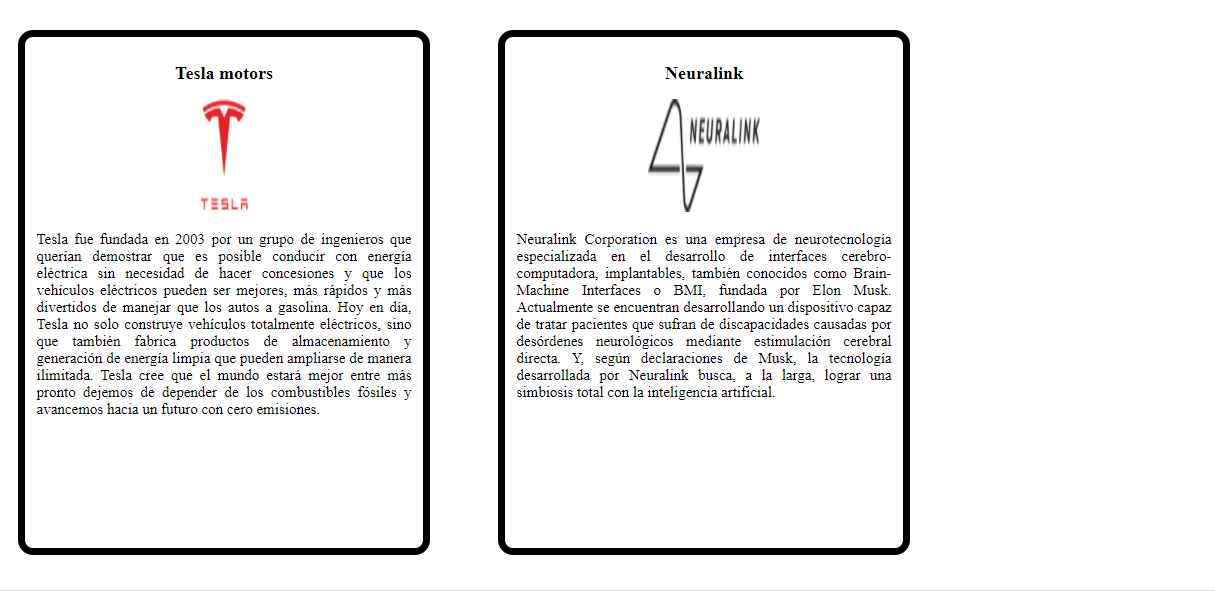 Tesla motors
TESLA
Tesla fue fundada en 2003 por un grupo de ingenieros que
querían demostrar que es posible conducir con energía
eléctrica sin necesidad de hacer concesiones y que los
vehículos eléctricos pueden ser mejores, más rápidos y más
divertidos de manejar que los autos a gasolina. Hoy en día,
Tesla no solo construye vehículos totalmente eléctricos, sino
que también fabrica productos de almacenamiento y
generación de energía limpia que pueden ampliarse de manera
ilimitada. Tesla cree que el mundo estará mejor entre más
pronto dejemos de depender de los combustibles fósiles y
avancemos hacia un futuro con cero emisiones.
Neuralink
NEURALINK
Neuralink Corporation es una empresa de neurotecnología
especializada en el desarrollo de interfaces cerebro-
computadora, implantables, también conocidos como Brain-
Machine Interfaces o BMI, fundada por Elon Musk.
Actualmente se encuentran desarrollando un dispositivo capaz
de tratar pacientes que sufran de discapacidades causadas por
desórdenes neurológicos mediante estimulación cerebral
directa. Y, según declaraciones de Musk, la tecnología
desarrollada por Neuralink busca, a la larga, lograr una
simbiosis total con la inteligencia artificial.